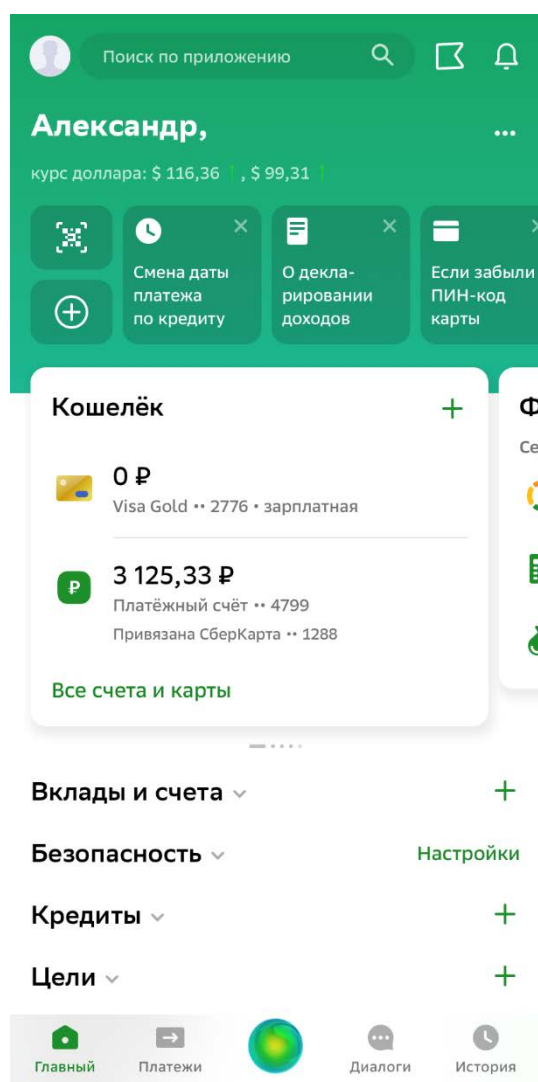 Поиск по приложению
Александр,
курс доллара: $ 116,36 ↑, $ 99,31 ↑
Смена даты
платежа
по кредиту
О декла-
рировании
доходов
Если забыли
ПИН-код
карты
Кошелёк
0 ₽
Visa Gold •• 2776 • зарплатная
3 125,33 ₽
Платёжный счёт •• 4799
Привязана СберКарта •• 1288
Все счета и карты
Ф
Се
Вклады и счета
Безопасность
Настройки
Кредиты
Цели
Главный
Платежи
Диалоги
История